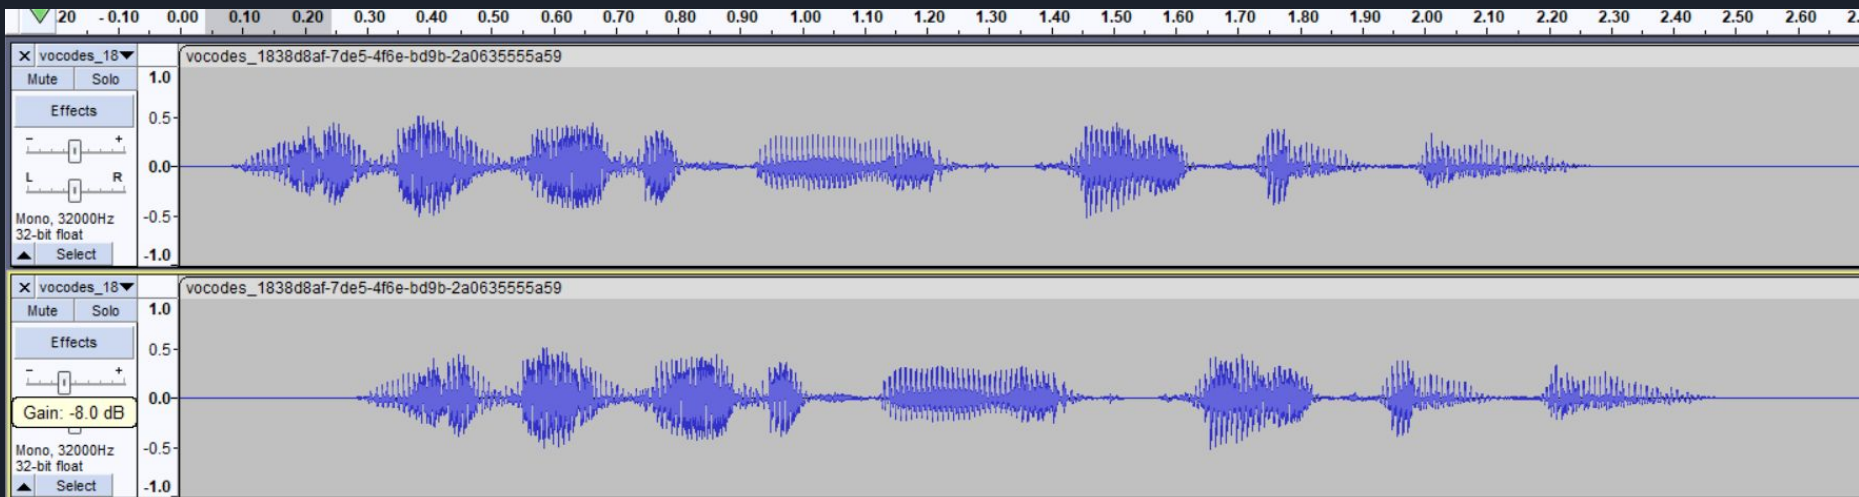 20 - 0.10 0.00 0.10 0.20 0.30 0.40 0.50 0.60 0.70 0.80 0.90 1.00 1.10 1.20 1.30 1.40 1.50 1.60 1.70 1.80 1.90 2.00 2.10 2.20 2.30 2.40 2.50 2.60 2.
X vocodes_18▼ vocodes_1838d8af-7de5-4f6e-bd9b-2a0635555a59
Mute Solo 1.0
Effects 0.5
- +
0.0
L R
Mono, 32000Hz -0.5
32-bit float
▲ Select -1.0
X vocodes_18▼ vocodes_1838d8af-7de5-4f6e-bd9b-2a0635555a59
Mute Solo 1.0
Effects 0.5
- +
Gain: -8.0 dB 0.0
Mono, 32000Hz -0.5
32-bit float
▲ Select -1.0